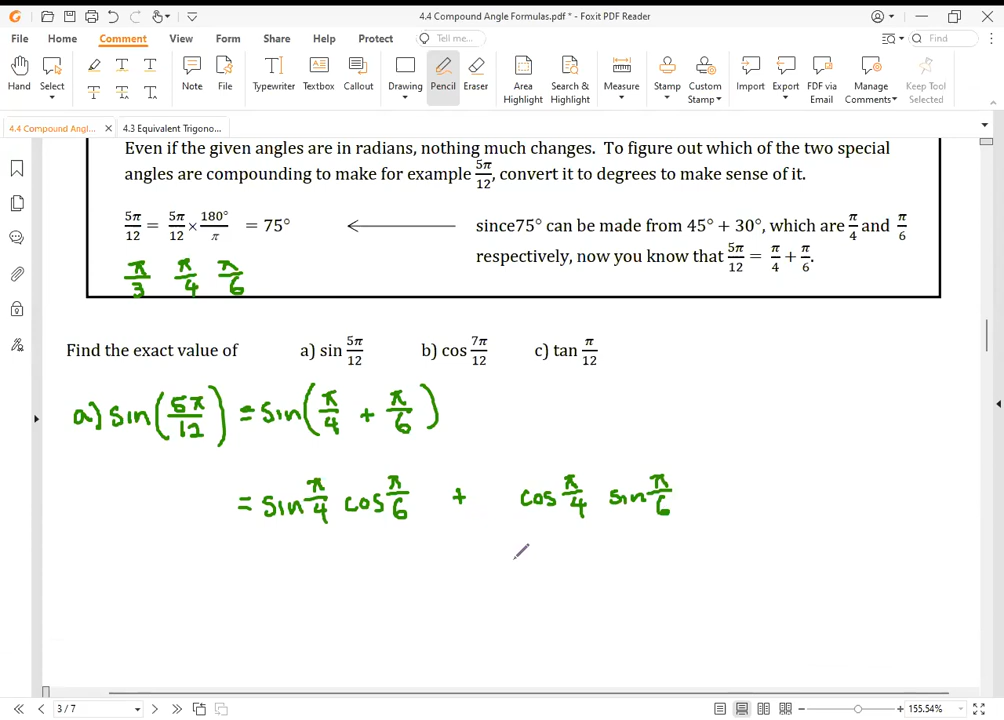 4.4 Compound Angle Formulas.pdf * - Foxit PDF Reader
File Home Comment View Form Share Help Protect Tell me... Find
Hand Select Note File Typewriter Textbox Callout Drawing Pencil Eraser Area Highlight Search & Highlight Measure Stamp Custom Stamp Import Export FDF via Email Manage Comments Keep Tool Selected
4.4 Compound Angl... 4.3 Equivalent Trigono...
Even if the given angles are in radians, nothing much changes. To figure out which of the two special
angles are compounding to make for example 5π/12, convert it to degrees to make sense of it.
5π/12 = 5π/12 × 180°/π = 75° ← since75° can be made from 45° + 30°, which are π/4 and π/6
respectively, now you know that 5π/12 = π/4 + π/6.
π/3 π/4 π/6
Find the exact value of a) sin 5π/12 b) cos 7π/12 c) tan π/12
a) sin(5π/12) = sin(π/4 + π/6)
= sin π/4 cos π/6 + cos π/4 sin π/6
3 / 7 155.54%